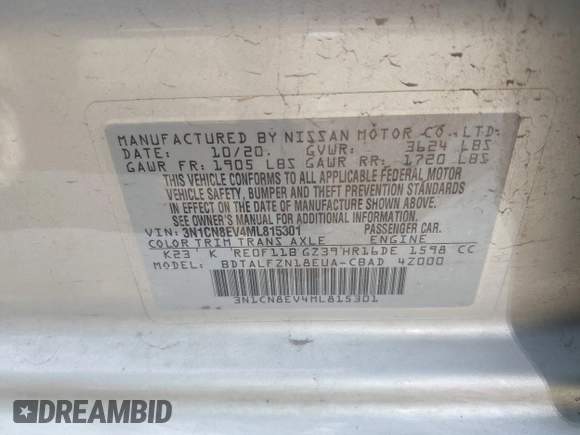 MANUFACTURED BY NISSAN MOTOR CO.,LTD.
DATE: 10/20. GVWR: 3624 LBS
GAWR FR: 1905 LBS GAWR RR: 1720 LBS
THIS VEHICLE CONFORMS TO ALL APPLICABLE FEDERAL MOTOR
VEHICLE SAFETY, BUMPER AND THEFT PREVENTION STANDARDS
IN EFFECT ON THE DATE OF MANUFACTURE SHOWN ABOVE.
SEE OWNER'S MANUAL FOR ADDITIONAL INFORMATION.
VIN: 3N1CN8EV4ML815301 PASSENGER CAR.
COLOR TRIM TRANS AXLE ENGINE
K23 K RE0F11B GZ39 HR16DE 1598 CC
MODEL: BDTALFZN18EUA-CBAD 4Z000
3N1CN8EV4ML815301
DREAMBID